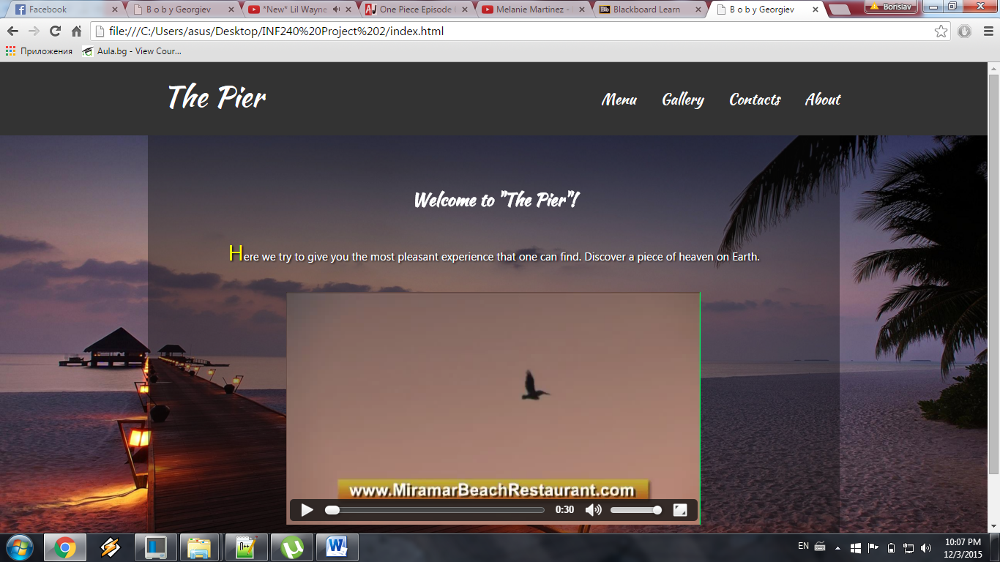 Facebook
B o b y Georgiev
*New* Lil Wayne
One Piece Episode
Melanie Martinez -
Blackboard Learn
B o b y Georgiev
Borislav
file:///C:/Users/asus/Desktop/INF240%20Project%202/index.html
Приложения
Aula.bg - View Cour...
The Pier
Menu
Gallery
Contacts
About
Welcome to "The Pier"!
Here we try to give you the most pleasant experience that one can find. Discover a piece of heaven on Earth.
www.MiramarBeachRestaurant.com
0:30
EN
10:07 PM
12/3/2015